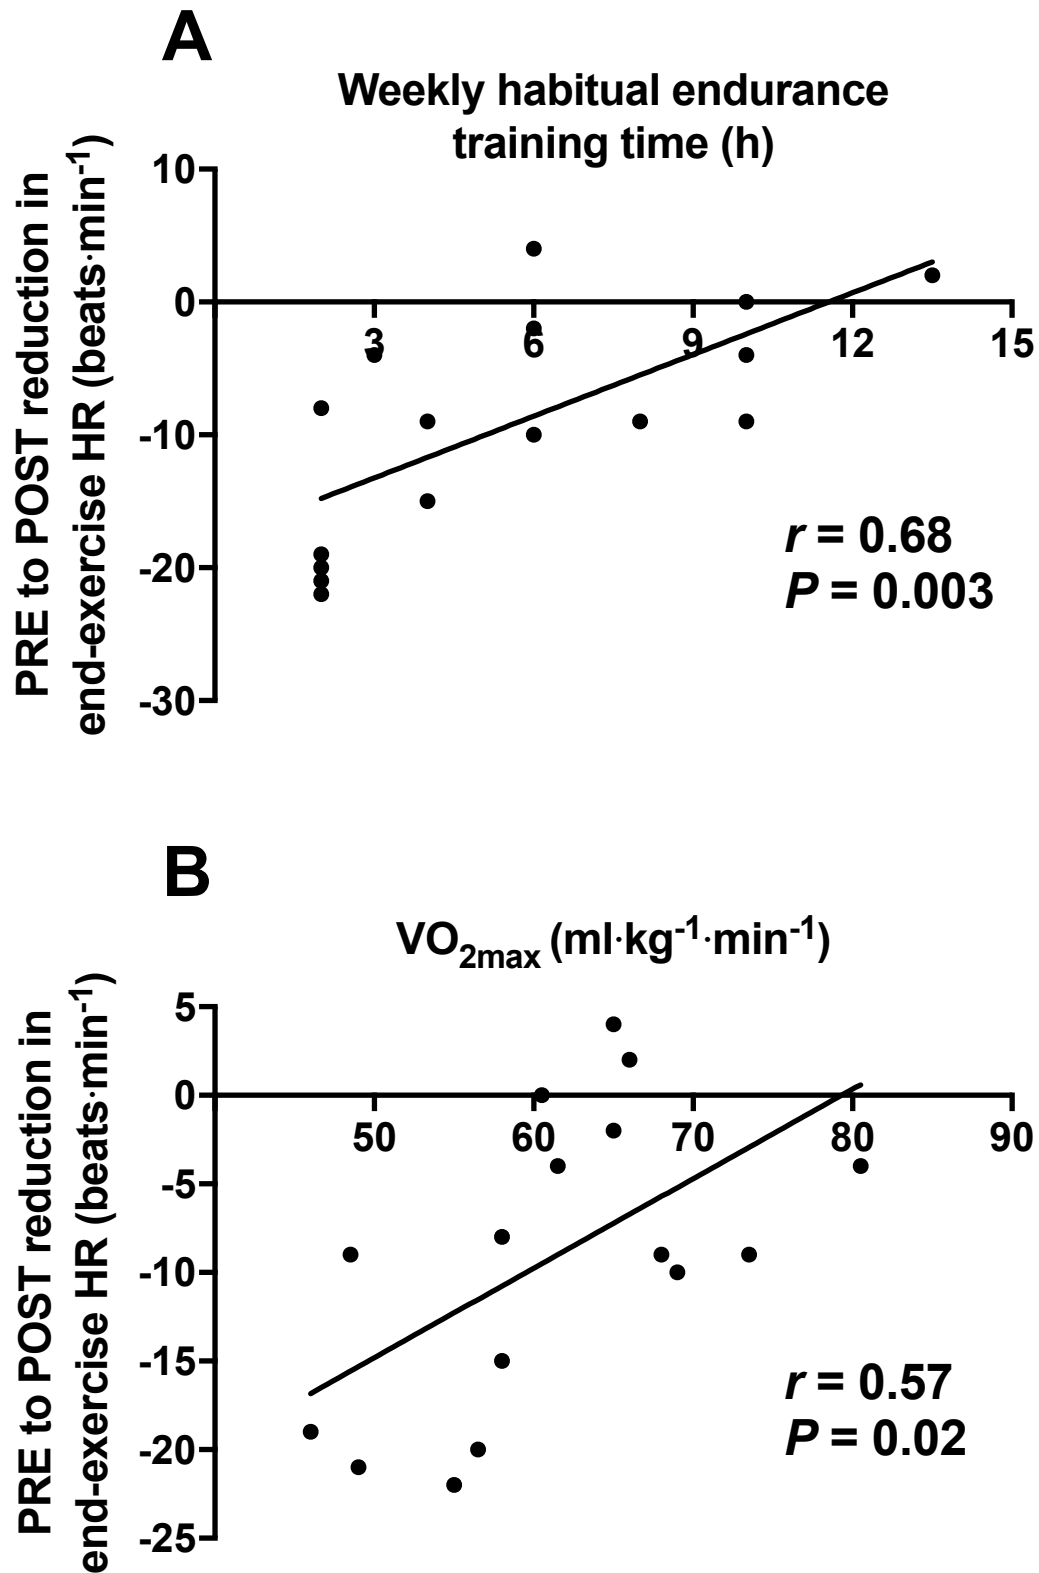 A
Weekly habitual endurance
training time (h)
PRE to POST reduction in
end-exercise HR (beats·min⁻¹)
10
0
-10
-20
-30
3
6
9
12
15
r = 0.68
P = 0.003
B
VO₂max (ml·kg⁻¹·min⁻¹)
PRE to POST reduction in
end-exercise HR (beats·min⁻¹)
5
0
-5
-10
-15
-20
-25
50
60
70
80
90
r = 0.57
P = 0.02